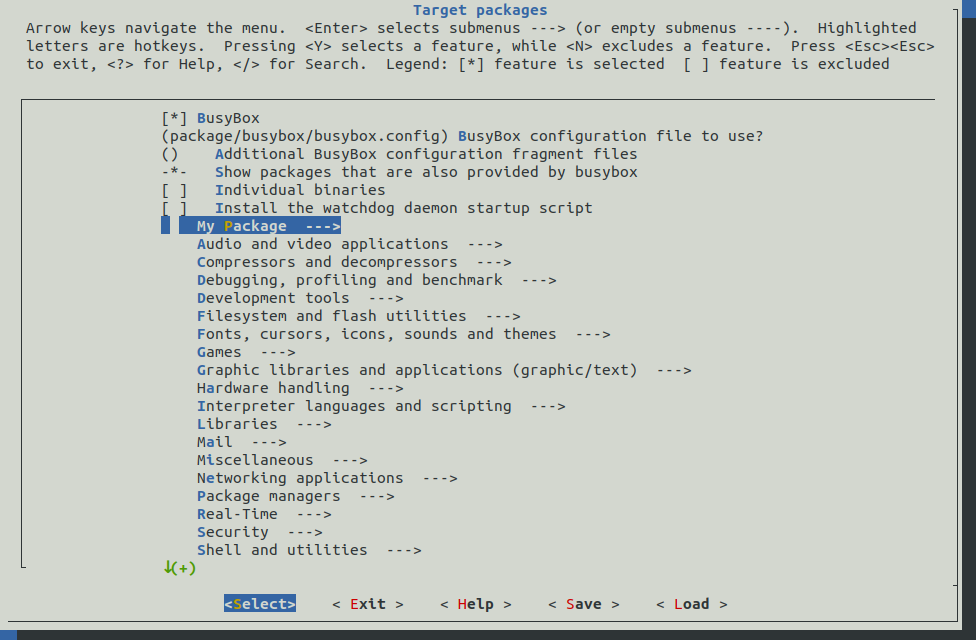 Target packages
Arrow keys navigate the menu.  <Enter> selects submenus ---> (or empty submenus ----).  Highlighted
letters are hotkeys.  Pressing <Y> selects a feature, while <N> excludes a feature.  Press <Esc><Esc>
to exit, <?> for Help, </> for Search.  Legend: [*] feature is selected  [ ] feature is excluded
[*] BusyBox
(package/busybox/busybox.config) BusyBox configuration file to use?
()    Additional BusyBox configuration fragment files
-*-   Show packages that are also provided by busybox
[ ]   Individual binaries
[ ]   Install the watchdog daemon startup script
My Package  --->
Audio and video applications  --->
Compressors and decompressors  --->
Debugging, profiling and benchmark  --->
Development tools  --->
Filesystem and flash utilities  --->
Fonts, cursors, icons, sounds and themes  --->
Games  --->
Graphic libraries and applications (graphic/text)  --->
Hardware handling  --->
Interpreter languages and scripting  --->
Libraries  --->
Mail  --->
Miscellaneous  --->
Networking applications  --->
Package managers  --->
Real-Time  --->
Security  --->
Shell and utilities  --->
↓(+)
<Select>    < Exit >    < Help >    < Save >    < Load >